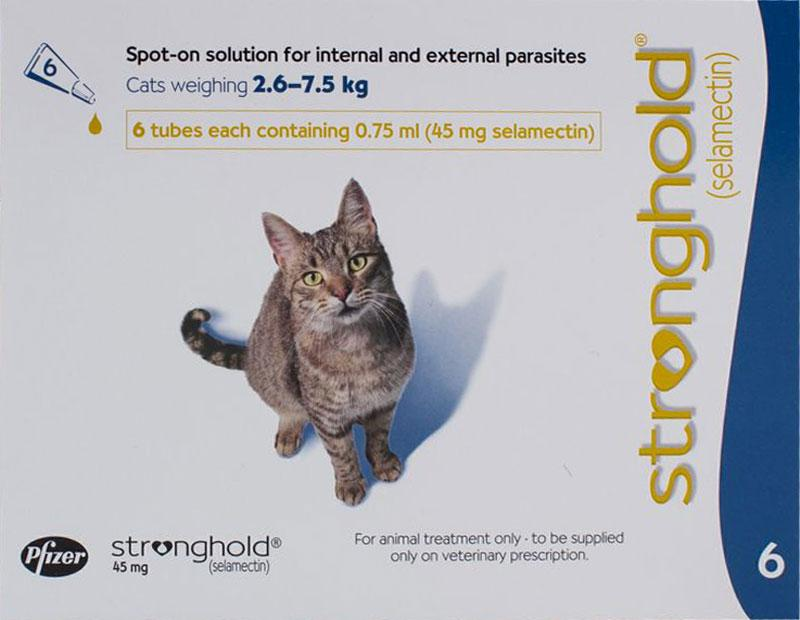 6
Spot-on solution for internal and external parasites
Cats weighing 2.6–7.5 kg
6 tubes each containing 0.75 ml (45 mg selamectin)
stronghold®
(selamectin)
Pfizer
stronghold®
45 mg (selamectin)
For animal treatment only - to be supplied
only on veterinary prescription.
6